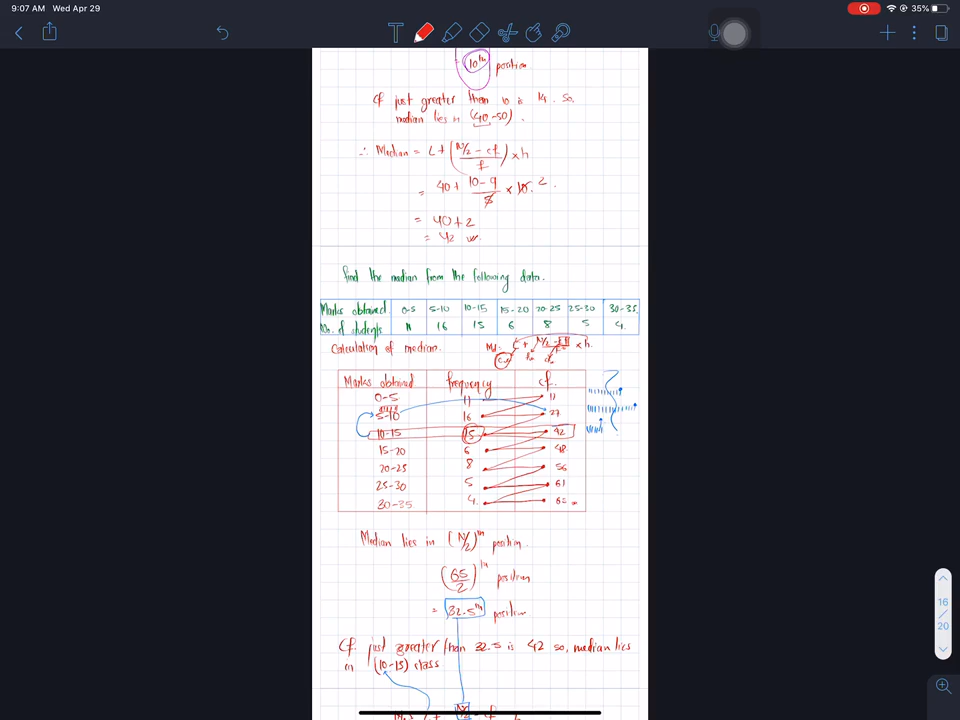 9:07 AM Wed Apr 29
35%
= 10th position
Cf just greater then 10 is 14. so,
median lies in (40-50).
∴ Median = L + (N/2 - cf / f) × h
= 40 + 10-9 / 5 × 10. 2
= 40+2
= 42
find the median from the following data.
Marks obtained. 0-5 5-10 10-15 15-20 20-25 25-30 30-35.
No. of students 11 16 15 6 8 5 4.
Calculation of median.
Md = L + N/2 - cf / f × h.
Marks obtained frequency cf.
0-5 11 11
5-10 16 27
10-15 15 42
15-20 6 48
20-25 8 56
25-30 5 61
30-35 4. 65
Median lies in (N/2)th position.
(65/2)th position
= 32.5th position
Cf. just greater than 32.5 is 42 so, median lies
in (10-15) class
16
/
20